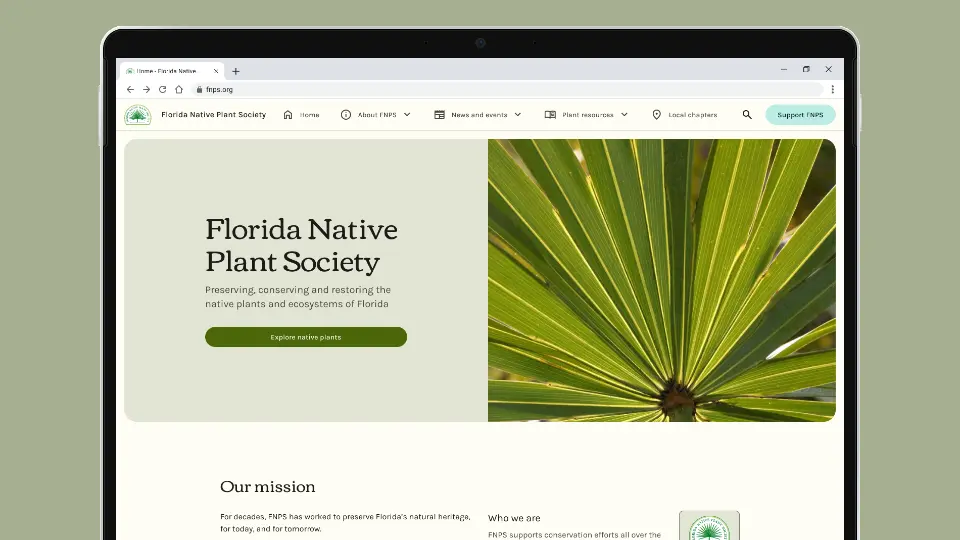 Home - Florida Native
fnps.org
Florida Native Plant Society
Home
About FNPS
News and events
Plant resources
Local chapters
Support FNPS
Florida Native
Plant Society
Preserving, conserving and restoring the
native plants and ecosystems of Florida
Explore native plants
Our mission
For decades, FNPS has worked to preserve Florida's natural heritage,
for today, and for tomorrow.
Who we are
FNPS supports conservation efforts all over the